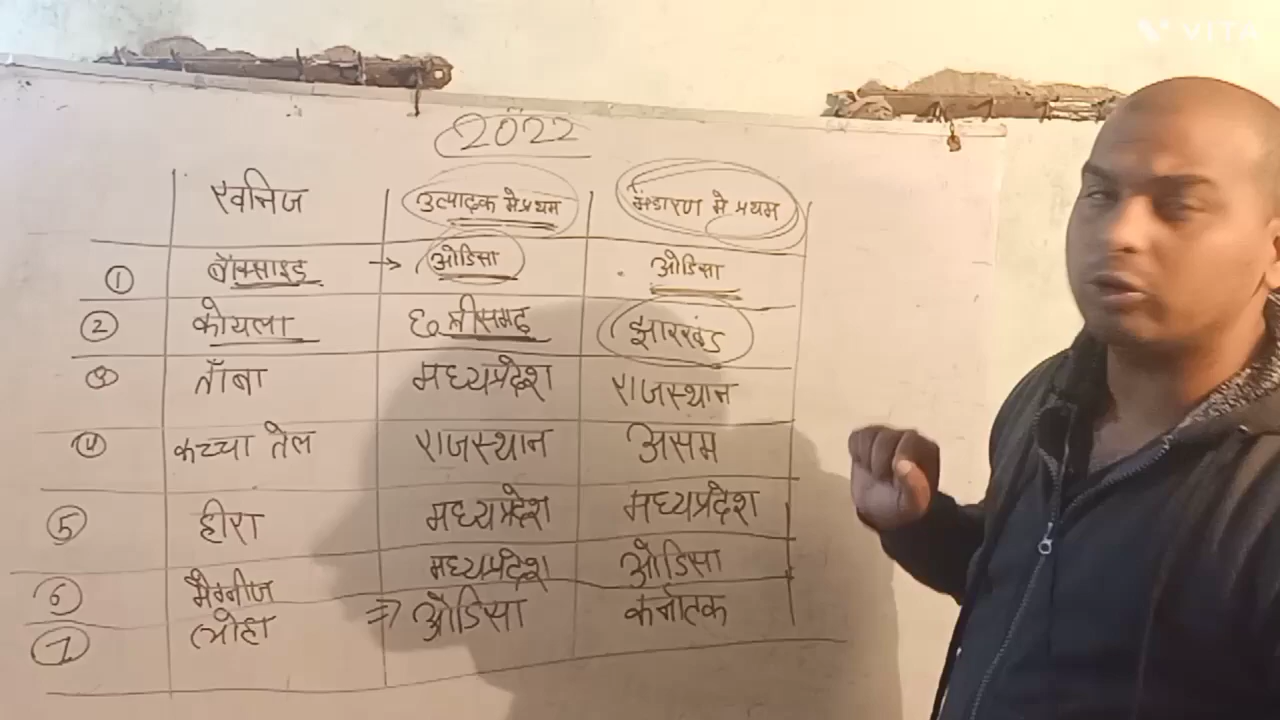 VITA
2022
खनिज उत्पादक मे प्रथम भंडारण मे प्रथम
① बॉक्साइड → ओडिसा ओडिसा
② कोयला छत्तीसगढ़ झारखंड
③ ताँबा मध्यप्रदेश राजस्थान
④ कच्चा तेल राजस्थान असम
⑤ हीरा मध्यप्रदेश मध्यप्रदेश
⑥ मैग्नीज मध्यप्रदेश ओडिसा
⑦ लोहा ⇒ ओडिसा कर्नाटक